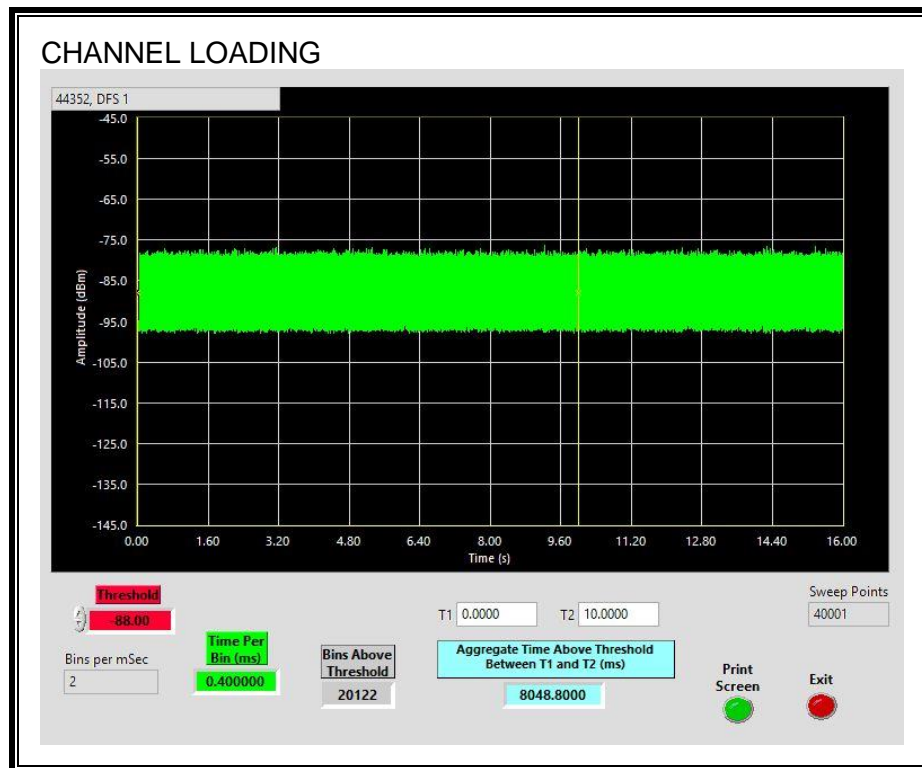 CHANNEL LOADING
44352, DFS 1
-45.0
-55.0
-65.0
-75.0
-85.0
-95.0
-105.0
-115.0
-125.0
-135.0
-145.0
Amplitude (dBm)
0.00 1.60 3.20 4.80 6.40 8.00 9.60 11.20 12.80 14.40 16.00
Time (s)
Threshold
-88.00
Bins per mSec
2
Time Per
Bin (ms)
0.400000
Bins Above
Threshold
20122
T1 0.0000 T2 10.0000
Aggregate Time Above Threshold
Between T1 and T2 (ms)
8048.8000
Sweep Points
40001
Print
Screen
Exit